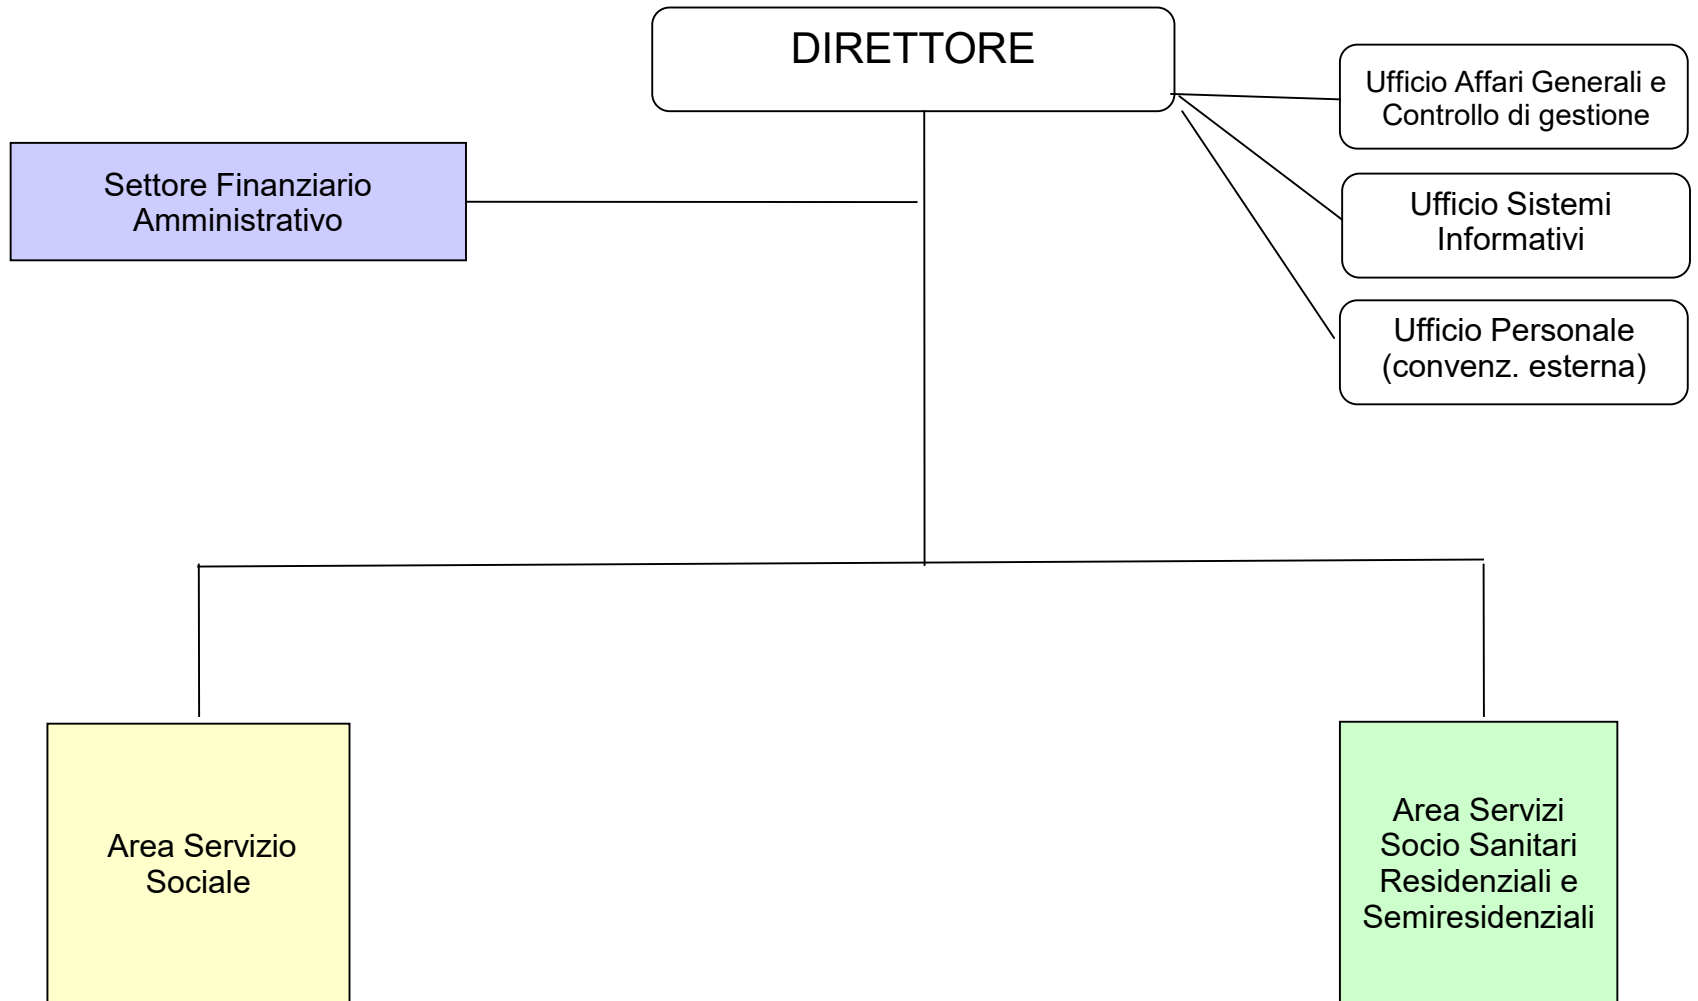 DIRETTORE
Ufficio Affari Generali e
Controllo di gestione
Settore Finanziario
Amministrativo
Ufficio Sistemi
Informativi
Ufficio Personale
(convenz. esterna)
Area Servizio
Sociale
Area Servizi
Socio Sanitari
Residenziali e
Semiresidenziali